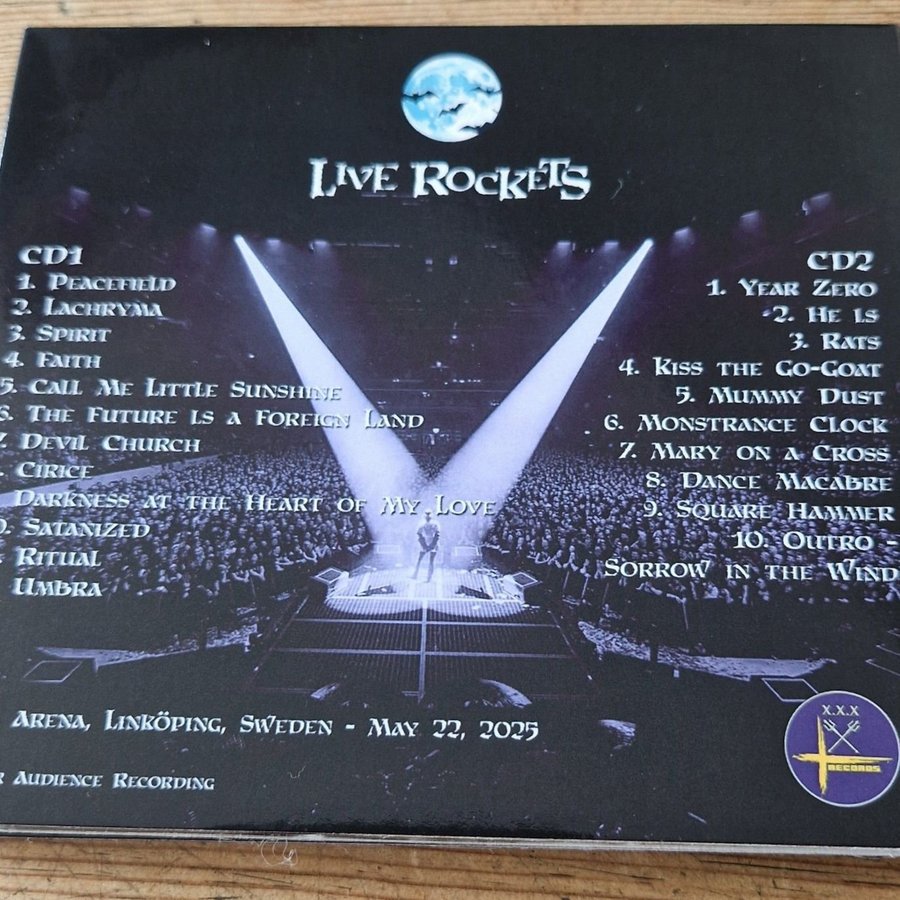 LIVE ROCKETS
CD1
1. PEACEFIELD
2. LACHRYMA
3. SPIRIT
4. FAITH
5. CALL ME LITTLE SUNSHINE
6. THE FUTURE IS A FOREIGN LAND
7. DEVIL CHURCH
. CIRICE
DARKNESS AT THE HEART OF MY LOVE
0. SATANIZED
. RITUAL
UMBRA
CD2
1. YEAR ZERO
2. HE IS
3. RATS
4. KISS THE GO-GOAT
5. MUMMY DUST
6. MONSTRANCE CLOCK
7. MARY ON A CROSS
8. DANCE MACABRE
9. SQUARE HAMMER
10. OUTRO -
SORROW IN THE WIND
ARENA, LINKÖPING, SWEDEN - MAY 22, 2025
AUDIENCE RECORDING
X.X.X
RECORDS